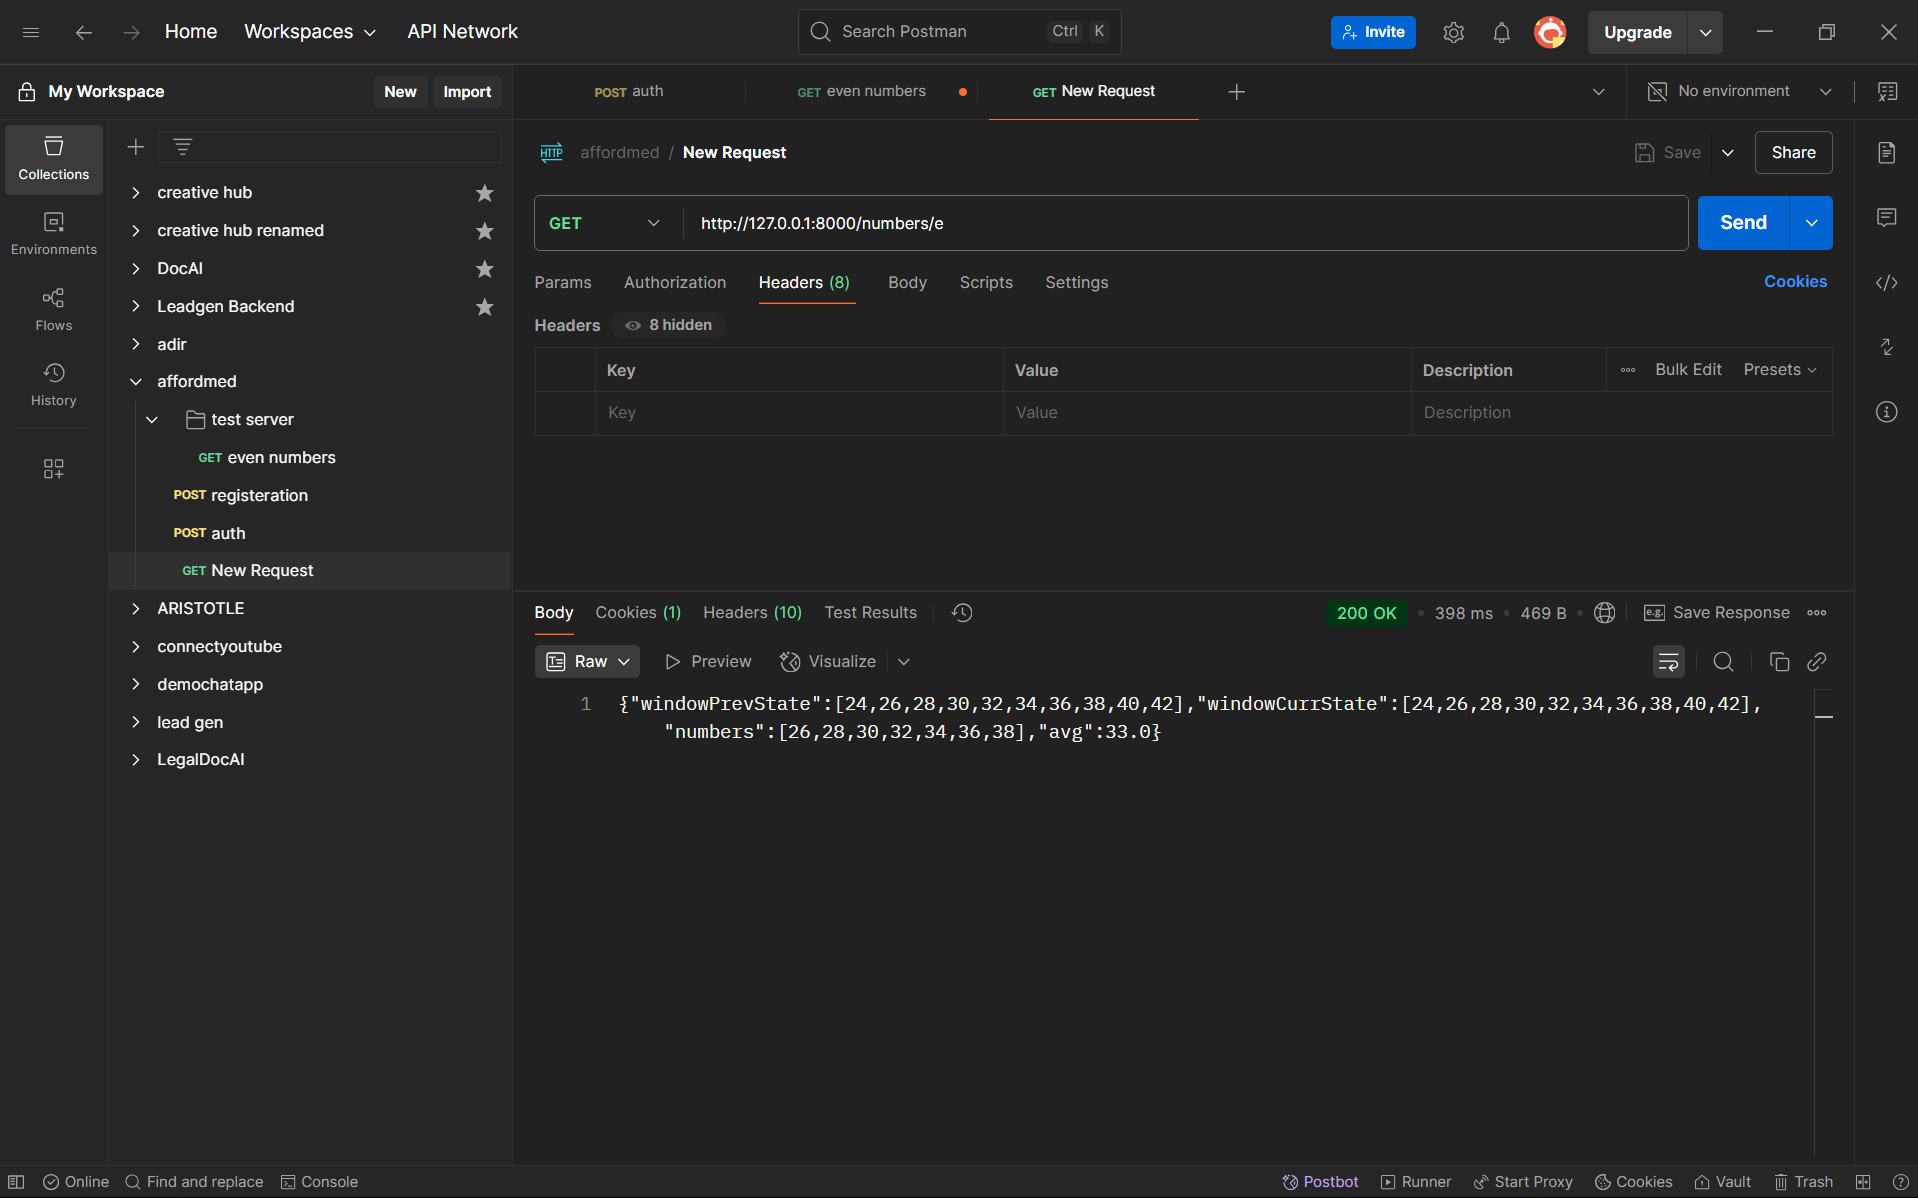 Home Workspaces API Network Search Postman Ctrl K Invite Upgrade
My Workspace New Import POST auth GET even numbers GET New Request No environment
Collections
Environments
Flows
History
creative hub
creative hub renamed
DocAI
Leadgen Backend
adir
affordmed
test server
GET even numbers
POST registeration
POST auth
GET New Request
ARISTOTLE
connectyoutube
demochatapp
lead gen
LegalDocAI
HTTP affordmed / New Request Save Share
GET http://127.0.0.1:8000/numbers/e Send
Params Authorization Headers (8) Body Scripts Settings Cookies
Headers 8 hidden
Key Value Description Bulk Edit Presets
Key Value Description
Body Cookies (1) Headers (10) Test Results 200 OK 398 ms 469 B e.g. Save Response
Raw Preview Visualize
1 {"windowPrevState":[24,26,28,30,32,34,36,38,40,42],"windowCurrState":[24,26,28,30,32,34,36,38,40,42],
"numbers":[26,28,30,32,34,36,38],"avg":33.0}
Online Find and replace Console Postbot Runner Start Proxy Cookies Vault Trash